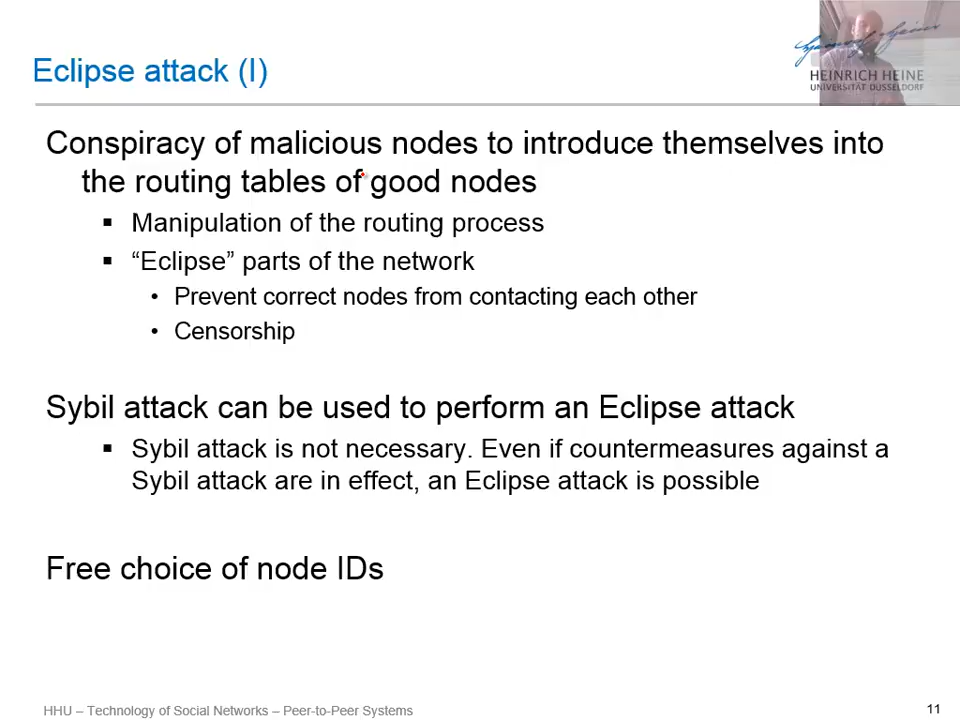 Eclipse attack (I)
HEINRICH HEINE
UNIVERSITÄT DÜSSELDORF
Conspiracy of malicious nodes to introduce themselves into
the routing tables of good nodes
▪ Manipulation of the routing process
▪ “Eclipse” parts of the network
• Prevent correct nodes from contacting each other
• Censorship
Sybil attack can be used to perform an Eclipse attack
▪ Sybil attack is not necessary. Even if countermeasures against a
Sybil attack are in effect, an Eclipse attack is possible
Free choice of node IDs
HHU – Technology of Social Networks – Peer-to-Peer Systems
11